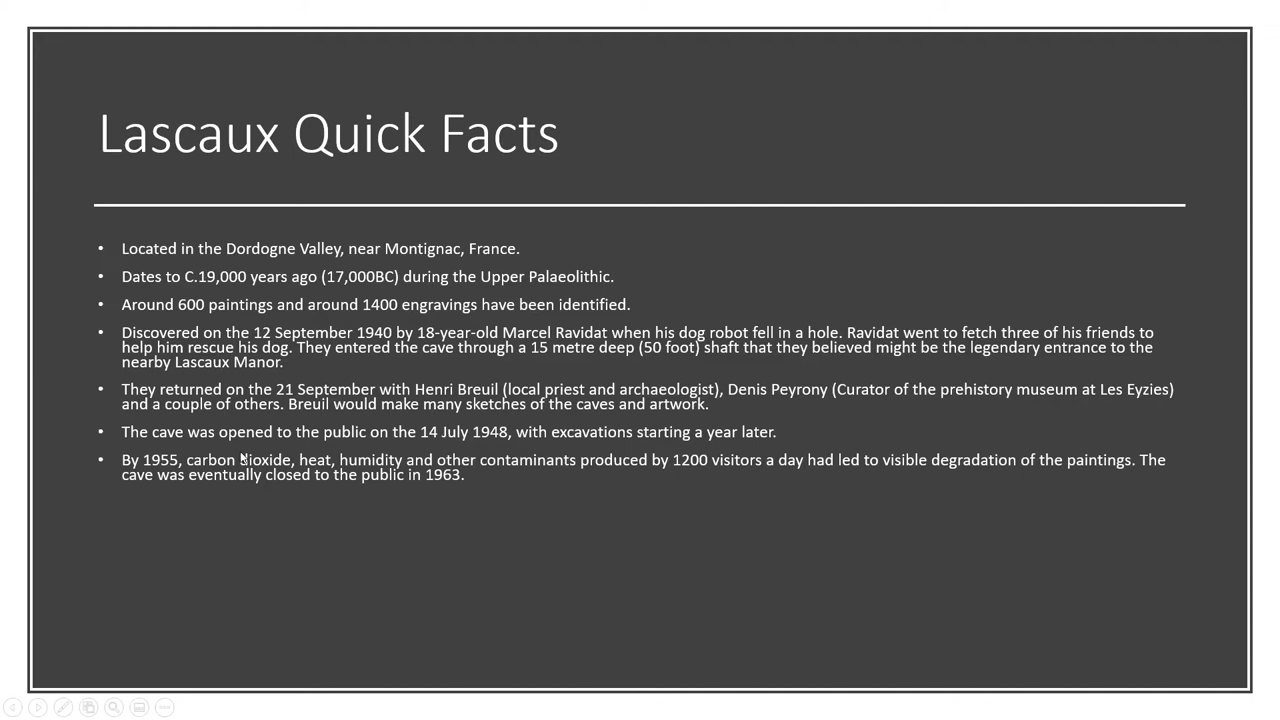 Lascaux Quick Facts
• Located in the Dordogne Valley, near Montignac, France.
• Dates to C.19,000 years ago (17,000BC) during the Upper Palaeolithic.
• Around 600 paintings and around 1400 engravings have been identified.
• Discovered on the 12 September 1940 by 18-year-old Marcel Ravidat when his dog robot fell in a hole. Ravidat went to fetch three of his friends to
help him rescue his dog. They entered the cave through a 15 metre deep (50 foot) shaft that they believed might be the legendary entrance to the
nearby Lascaux Manor.
• They returned on the 21 September with Henri Breuil (local priest and archaeologist), Denis Peyrony (Curator of the prehistory museum at Les Eyzies)
and a couple of others. Breuil would make many sketches of the caves and artwork.
• The cave was opened to the public on the 14 July 1948, with excavations starting a year later.
• By 1955, carbon dioxide, heat, humidity and other contaminants produced by 1200 visitors a day had led to visible degradation of the paintings. The
cave was eventually closed to the public in 1963.